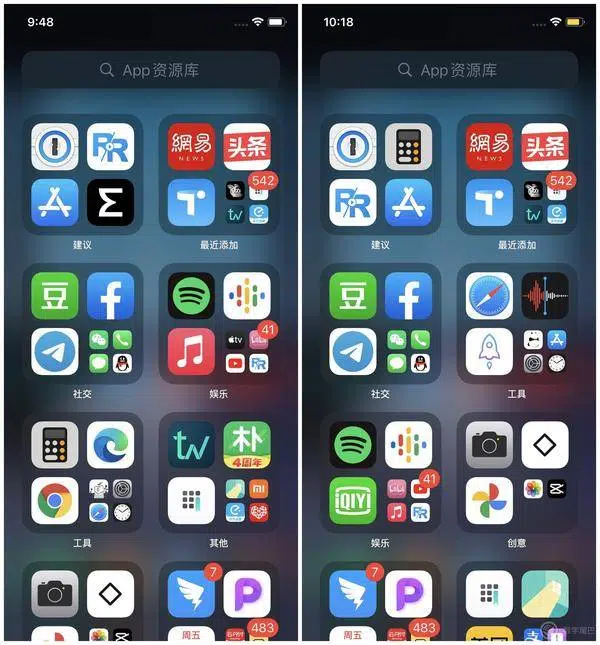 9:48
App资源库
網易
NEWS
头条
542
建议
最近添加
豆
41
tv
社交
娱乐
tw
朴
4周年
工具
其他
7
周五
483
10:18
App资源库
網易
NEWS
头条
542
建议
最近添加
豆
社交
工具
iQIYI
41
娱乐
创意
7
周五
483